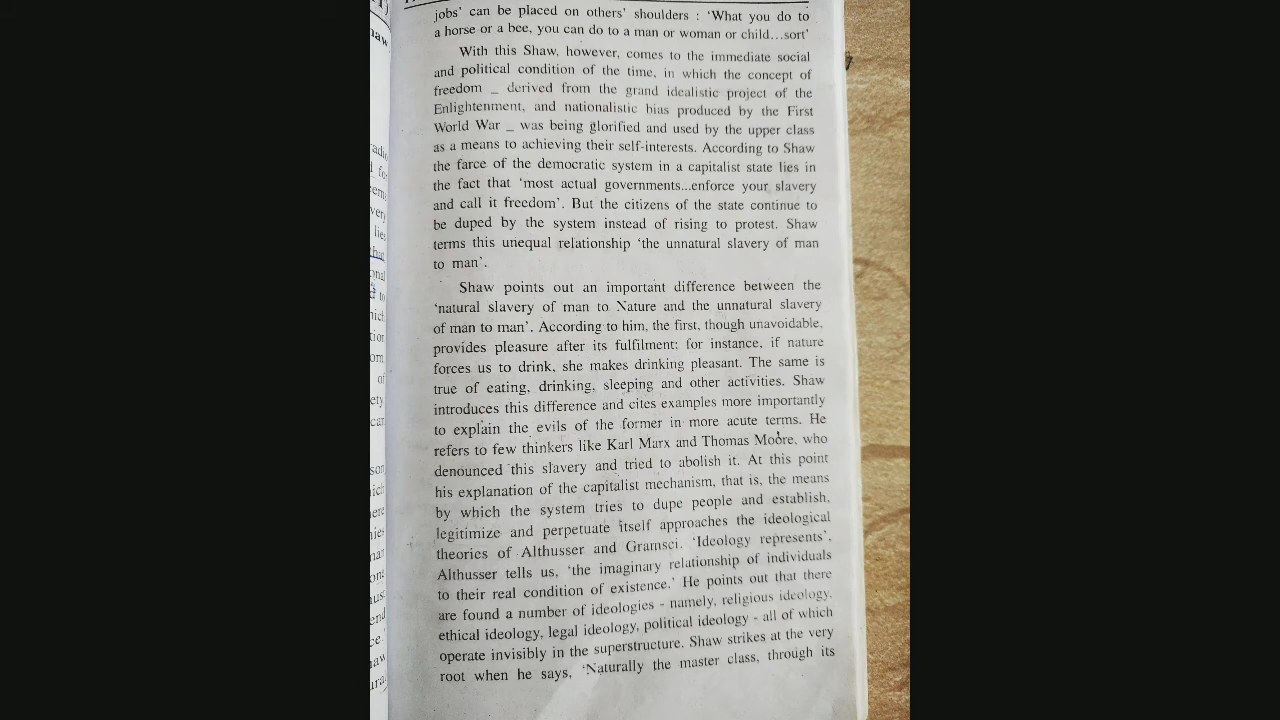 jobs' can be placed on others' shoulders : 'What you do to
a horse or a bee, you can do to a man or woman or child...sort'
With this Shaw, however, comes to the immediate social
and political condition of the time, in which the concept of
freedom _ derived from the grand idealistic project of the
Enlightenment, and nationalistic bias produced by the First
World War _ was being glorified and used by the upper class
as a means to achieving their self-interests. According to Shaw
the farce of the democratic system in a capitalist state lies in
the fact that 'most actual governments...enforce your slavery
and call it freedom'. But the citizens of the state continue to
be duped by the system instead of rising to protest. Shaw
terms this unequal relationship 'the unnatural slavery of man
to man'.
Shaw points out an important difference between the
'natural slavery of man to Nature and the unnatural slavery
of man to man'. According to him, the first, though unavoidable,
provides pleasure after its fulfilment: for instance, if nature
forces us to drink, she makes drinking pleasant. The same is
true of eating, drinking, sleeping and other activities. Shaw
introduces this difference and cites examples more importantly
to explain the evils of the former in more acute terms. He
refers to few thinkers like Karl Marx and Thomas Moore, who
denounced this slavery and tried to abolish it. At this point
his explanation of the capitalist mechanism, that is, the means
by which the system tries to dupe people and establish,
legitimize and perpetuate itself approaches the ideological
theories of Althusser and Gramsci. 'Ideology represents',
Althusser tells us, 'the imaginary relationship of individuals
to their real condition of existence.' He points out that there
are found a number of ideologies - namely, religious ideology,
ethical ideology, legal ideology, political ideology - all of which
operate invisibly in the superstructure. Shaw strikes at the very
root when he says, 'Naturally the master class, through its